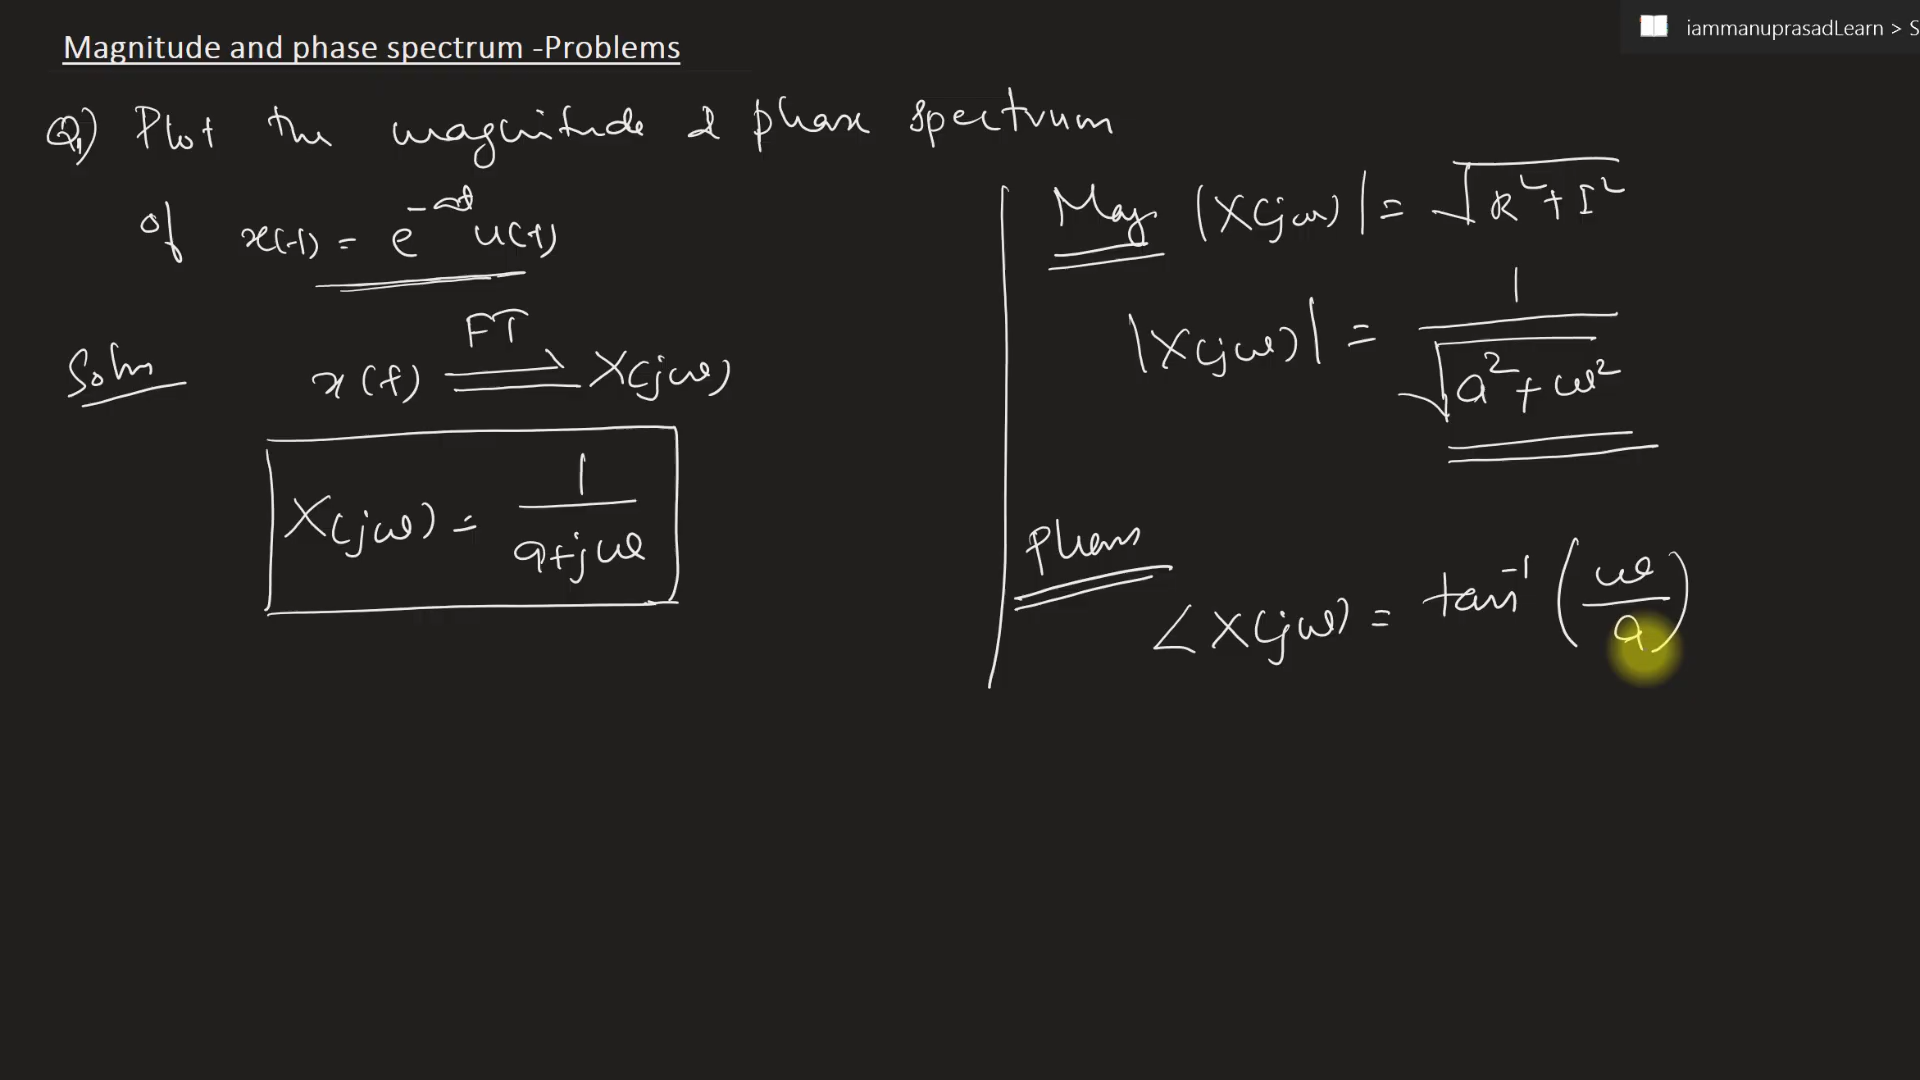 iammanuprasadLearn > S
Magnitude and phase spectrum -Problems
Q1) Plot the magnitude & phase spectrum
of x(t) = e^{-at} u(t)
Soln x(t) FT ⇌ X(jω)
X(jω) = 1/(a+jω)
Mag |X(jω)| = √(R²+I²)
|X(jω)| = 1/√(a²+ω²)
Phase
∠X(jω) = tan⁻¹(ω/a)